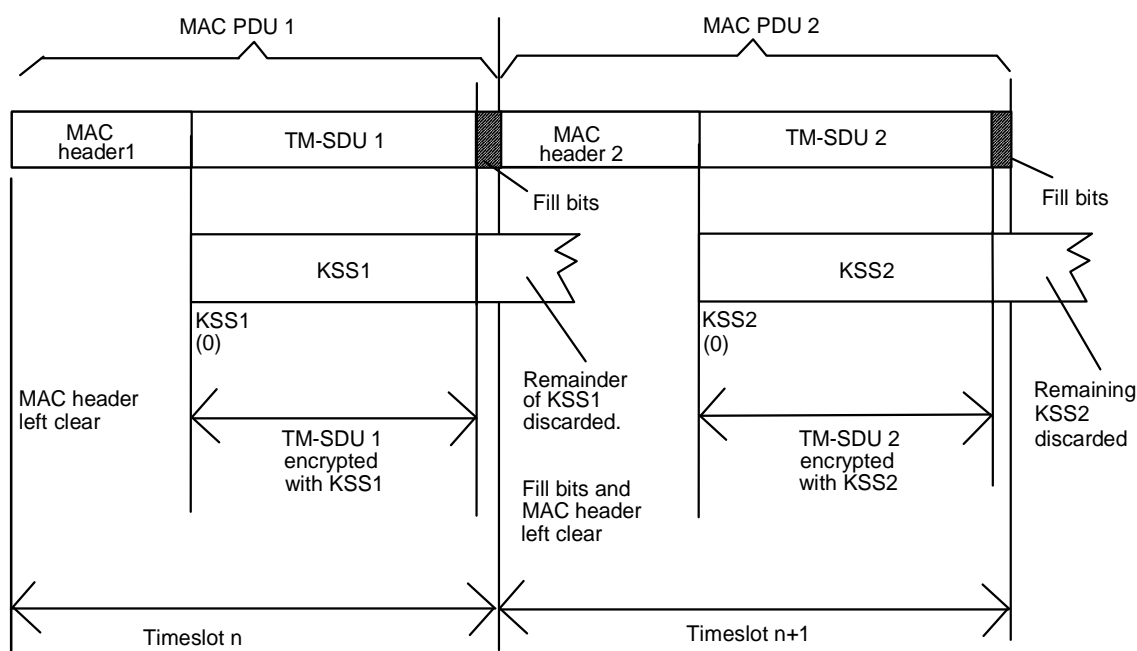 MAC PDU 1
MAC PDU 2
MAC
header1
TM-SDU 1
MAC
header 2
TM-SDU 2
Fill bits
Fill bits
KSS1
KSS2
KSS1
(0)
KSS2
(0)
MAC header
left clear
TM-SDU 1
encrypted
with KSS1
Remainder
of KSS1
discarded.
Fill bits and
MAC header
left clear
TM-SDU 2
encrypted
with KSS2
Remaining
KSS2
discarded
Timeslot n
Timeslot n+1